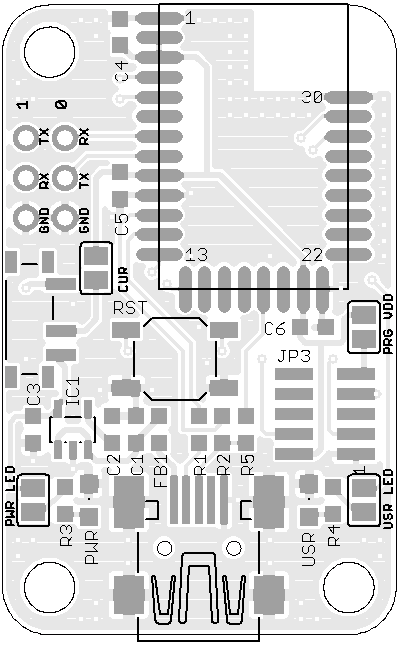 1
C4
30
1 0
TX RX
RX TX
GND GND
C5
13 22
CUR
RST
C6
PRG VDD
JP3
C3
IC1
C2
C1
FB1
R1
R2
R5
1
PWR LED
R3
PWR
USR
R4
USR LED